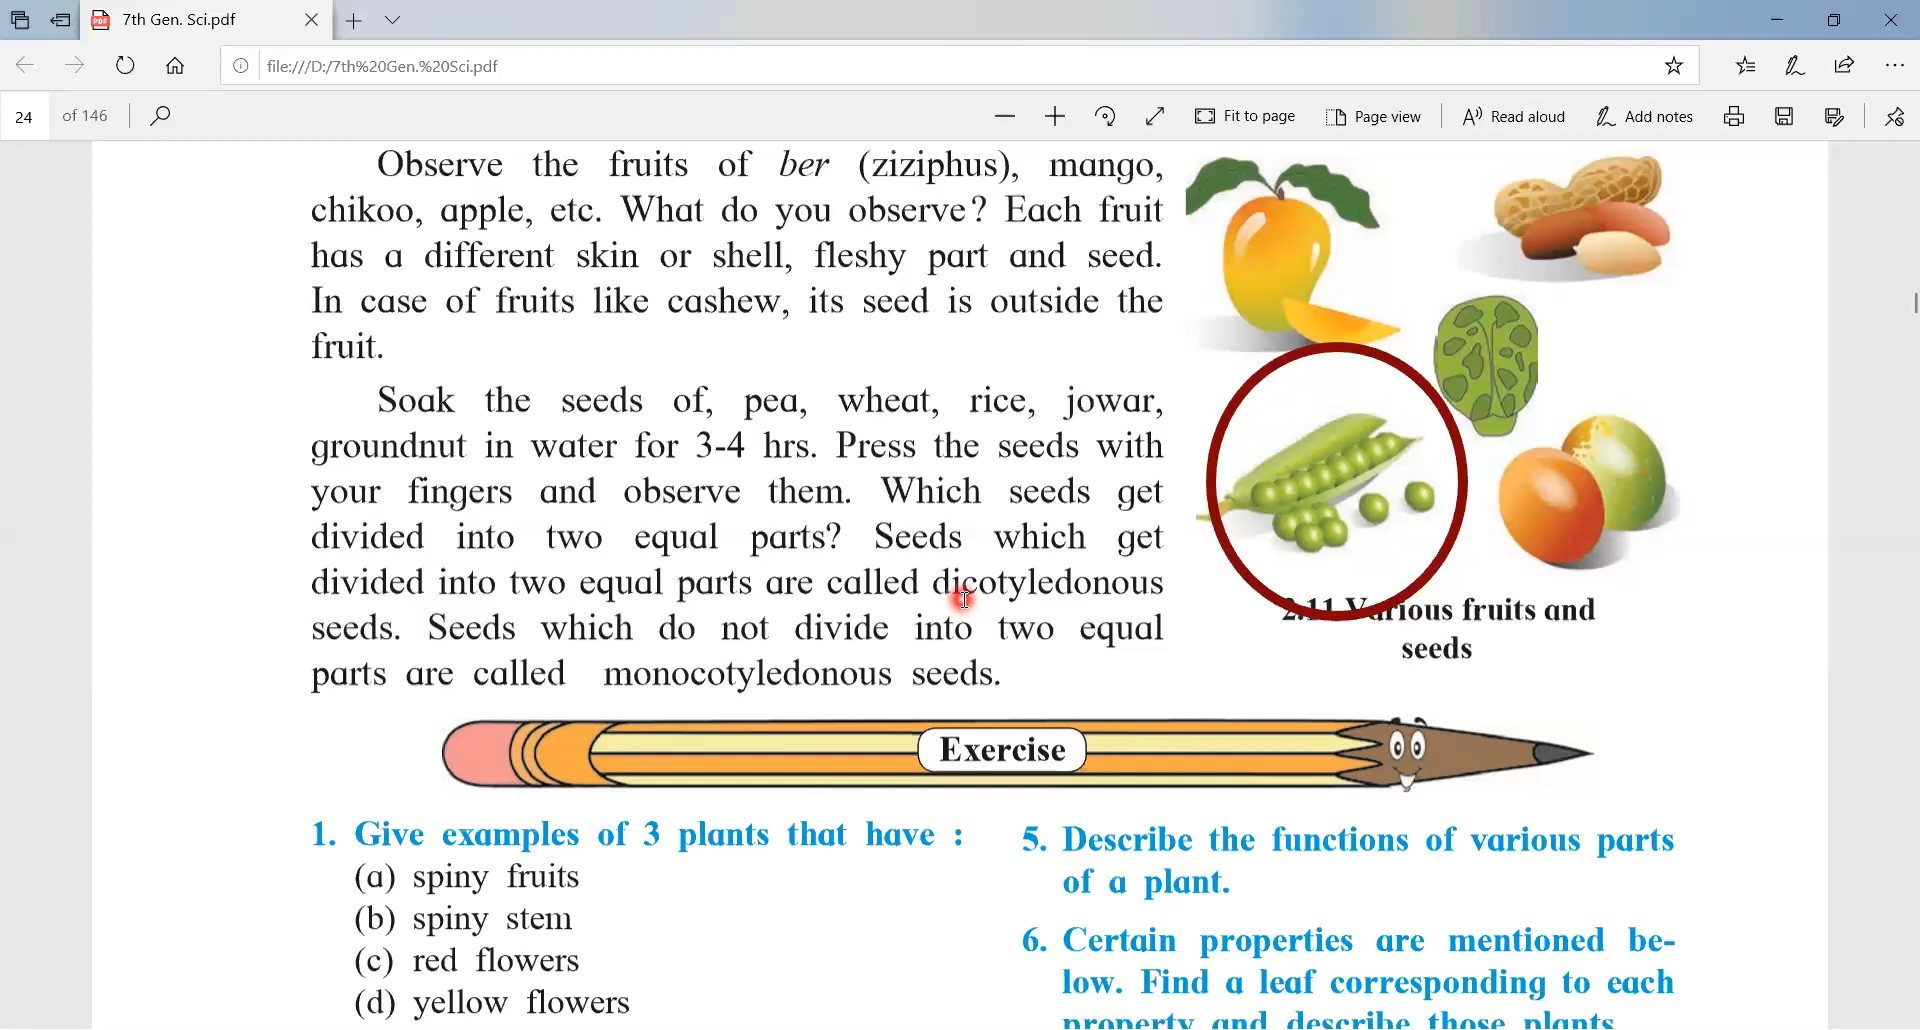 7th Gen. Sci.pdf
file:///D:/7th%20Gen.%20Sci.pdf
24 of 146
Fit to page
Page view
Read aloud
Add notes
Observe the fruits of ber (ziziphus), mango,
chikoo, apple, etc. What do you observe? Each fruit
has a different skin or shell, fleshy part and seed.
In case of fruits like cashew, its seed is outside the
fruit.
Soak the seeds of, pea, wheat, rice, jowar,
groundnut in water for 3-4 hrs. Press the seeds with
your fingers and observe them. Which seeds get
divided into two equal parts? Seeds which get
divided into two equal parts are called dicotyledonous
seeds. Seeds which do not divide into two equal
parts are called monocotyledonous seeds.
2.11 Various fruits and
seeds
Exercise
1. Give examples of 3 plants that have :
(a) spiny fruits
(b) spiny stem
(c) red flowers
(d) yellow flowers
5. Describe the functions of various parts
of a plant.
6. Certain properties are mentioned be-
low. Find a leaf corresponding to each
property and describe those plants